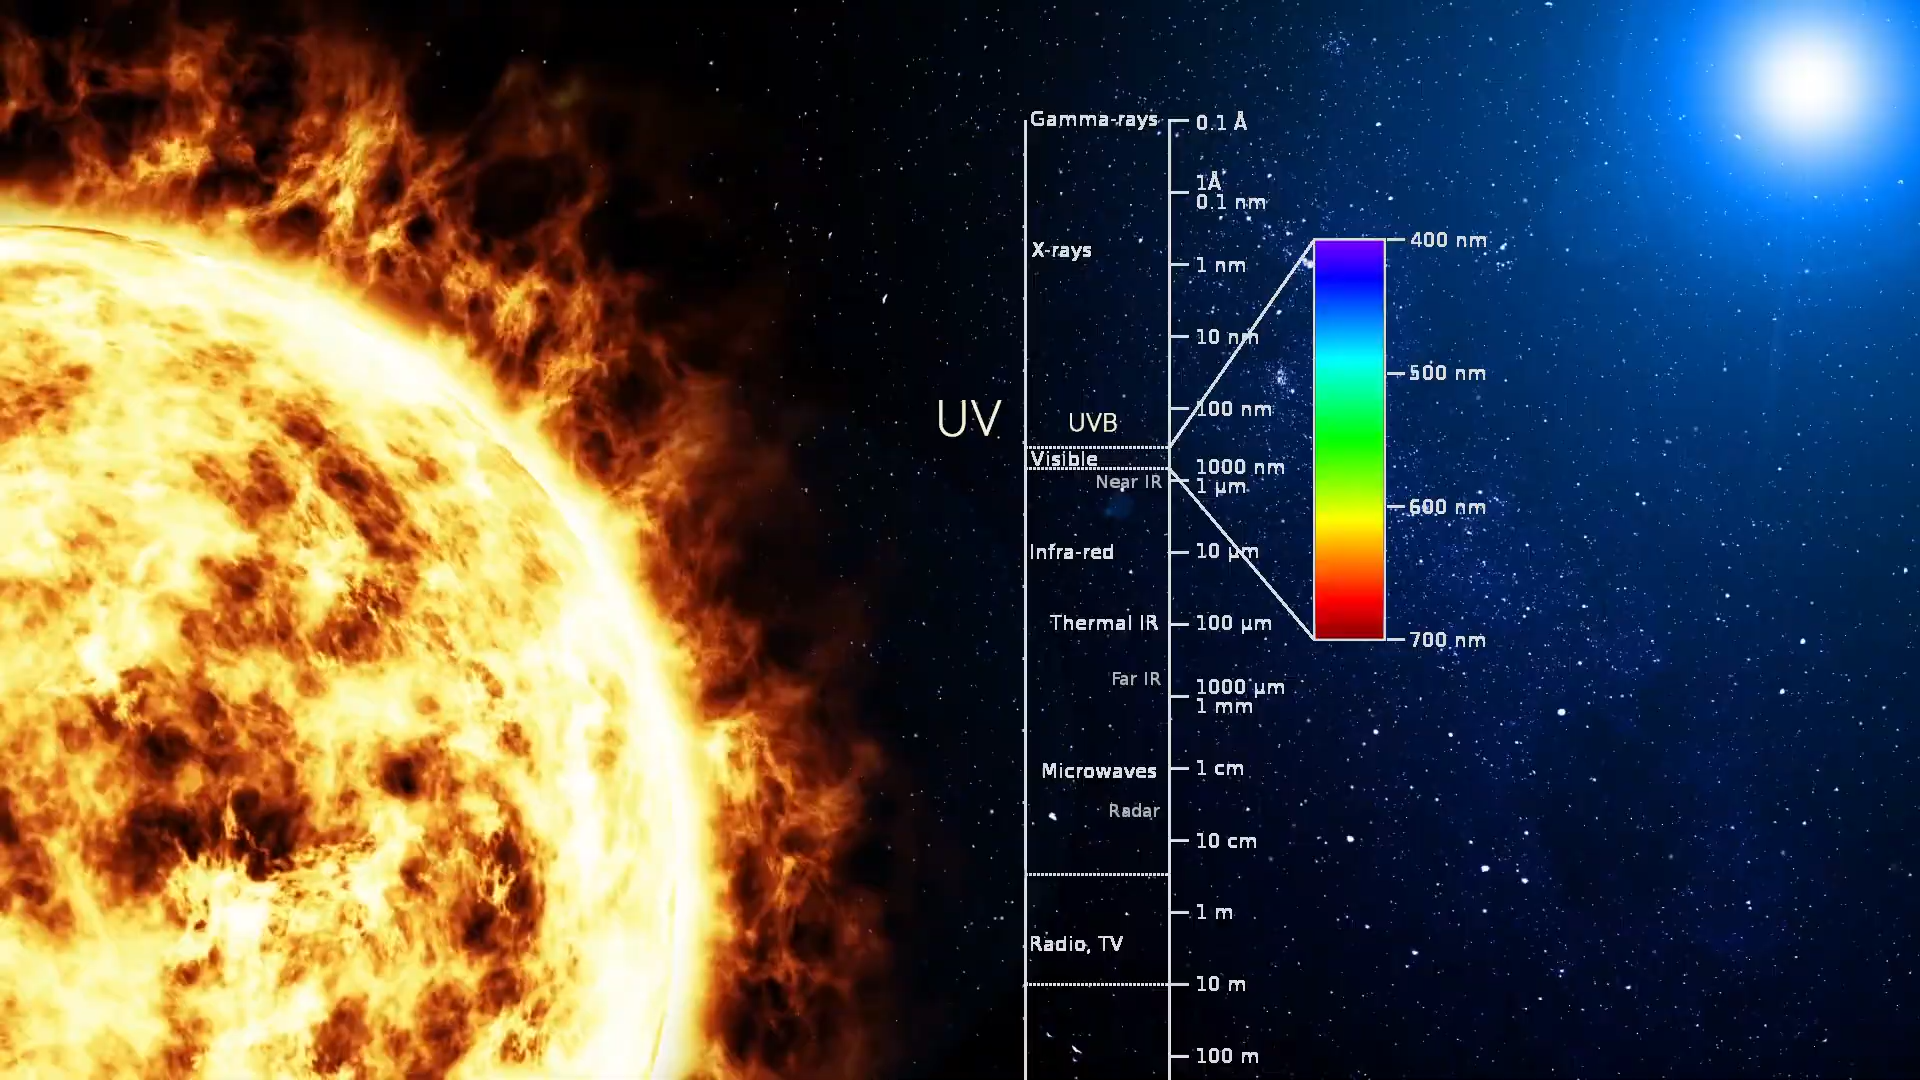 Gamma-rays
0.1 Å
1Å
0.1 nm
X-rays
1 nm
10 nm
UV
UVB
100 nm
Visible
1000 nm
Near IR
1 µm
Infra-red
10 µm
Thermal IR
100 µm
Far IR
1000 µm
1 mm
Microwaves
1 cm
Radar
10 cm
1 m
Radio, TV
10 m
100 m
400 nm
500 nm
600 nm
700 nm